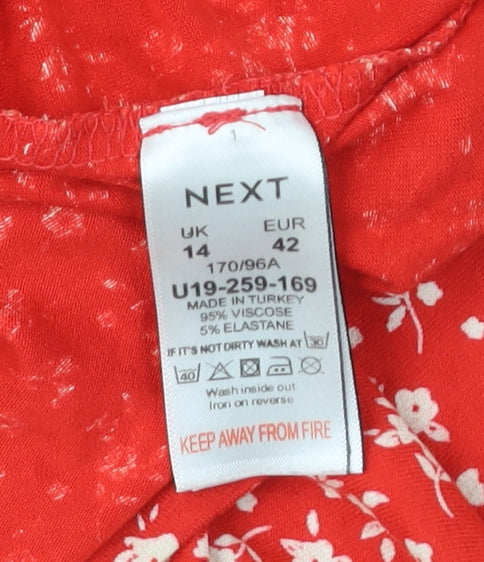 1
NEXT
UK EUR
14 42
170/96A
U19-259-169
MADE IN TURKEY
95% VISCOSE
5% ELASTANE
IF IT'S NOT DIRTY WASH AT 30
40
Wash inside out
Iron on reverse
KEEP AWAY FROM FIRE